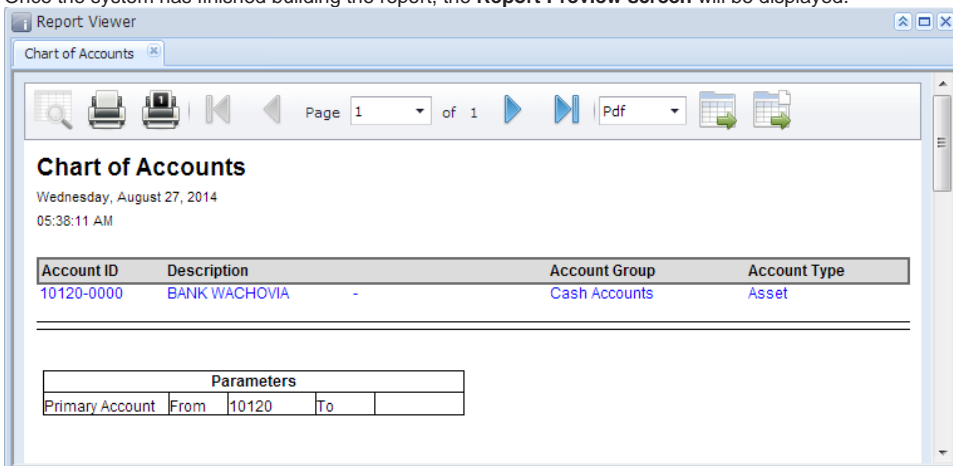 Once the system has finished building the report, the Report Preview screen will be displayed.
Report Viewer
Chart of Accounts
Page 1 of 1 Pdf
Chart of Accounts
Wednesday, August 27, 2014
05:38:11 AM
Account ID Description Account Group Account Type
10120-0000 BANK WACHOVIA - Cash Accounts Asset
Parameters
Primary Account From 10120 To